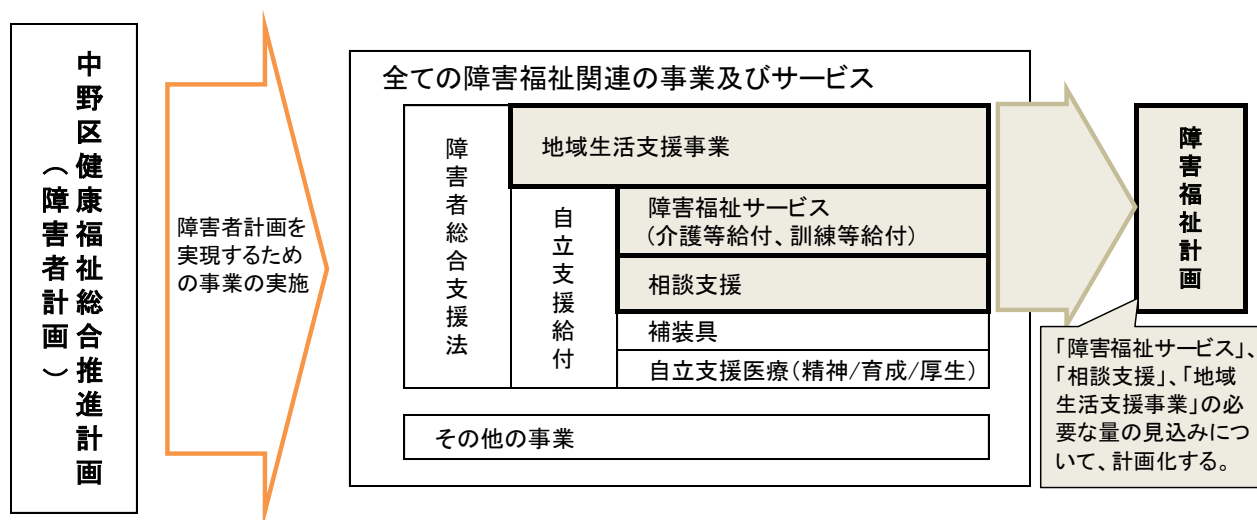 中野区健康福祉総合推進計画
（障害者計画）
障害者計画を
実現するため
の事業の実施
全ての障害福祉関連の事業及びサービス
障害者総合支援法
地域生活支援事業
自立支援給付
障害福祉サービス
(介護等給付、訓練等給付)
相談支援
補装具
自立支援医療(精神/育成/厚生)
その他の事業
障害福祉計画
「障害福祉サービス」、
「相談支援」、「地域
生活支援事業」の必
要な量の見込みにつ
いて、計画化する。